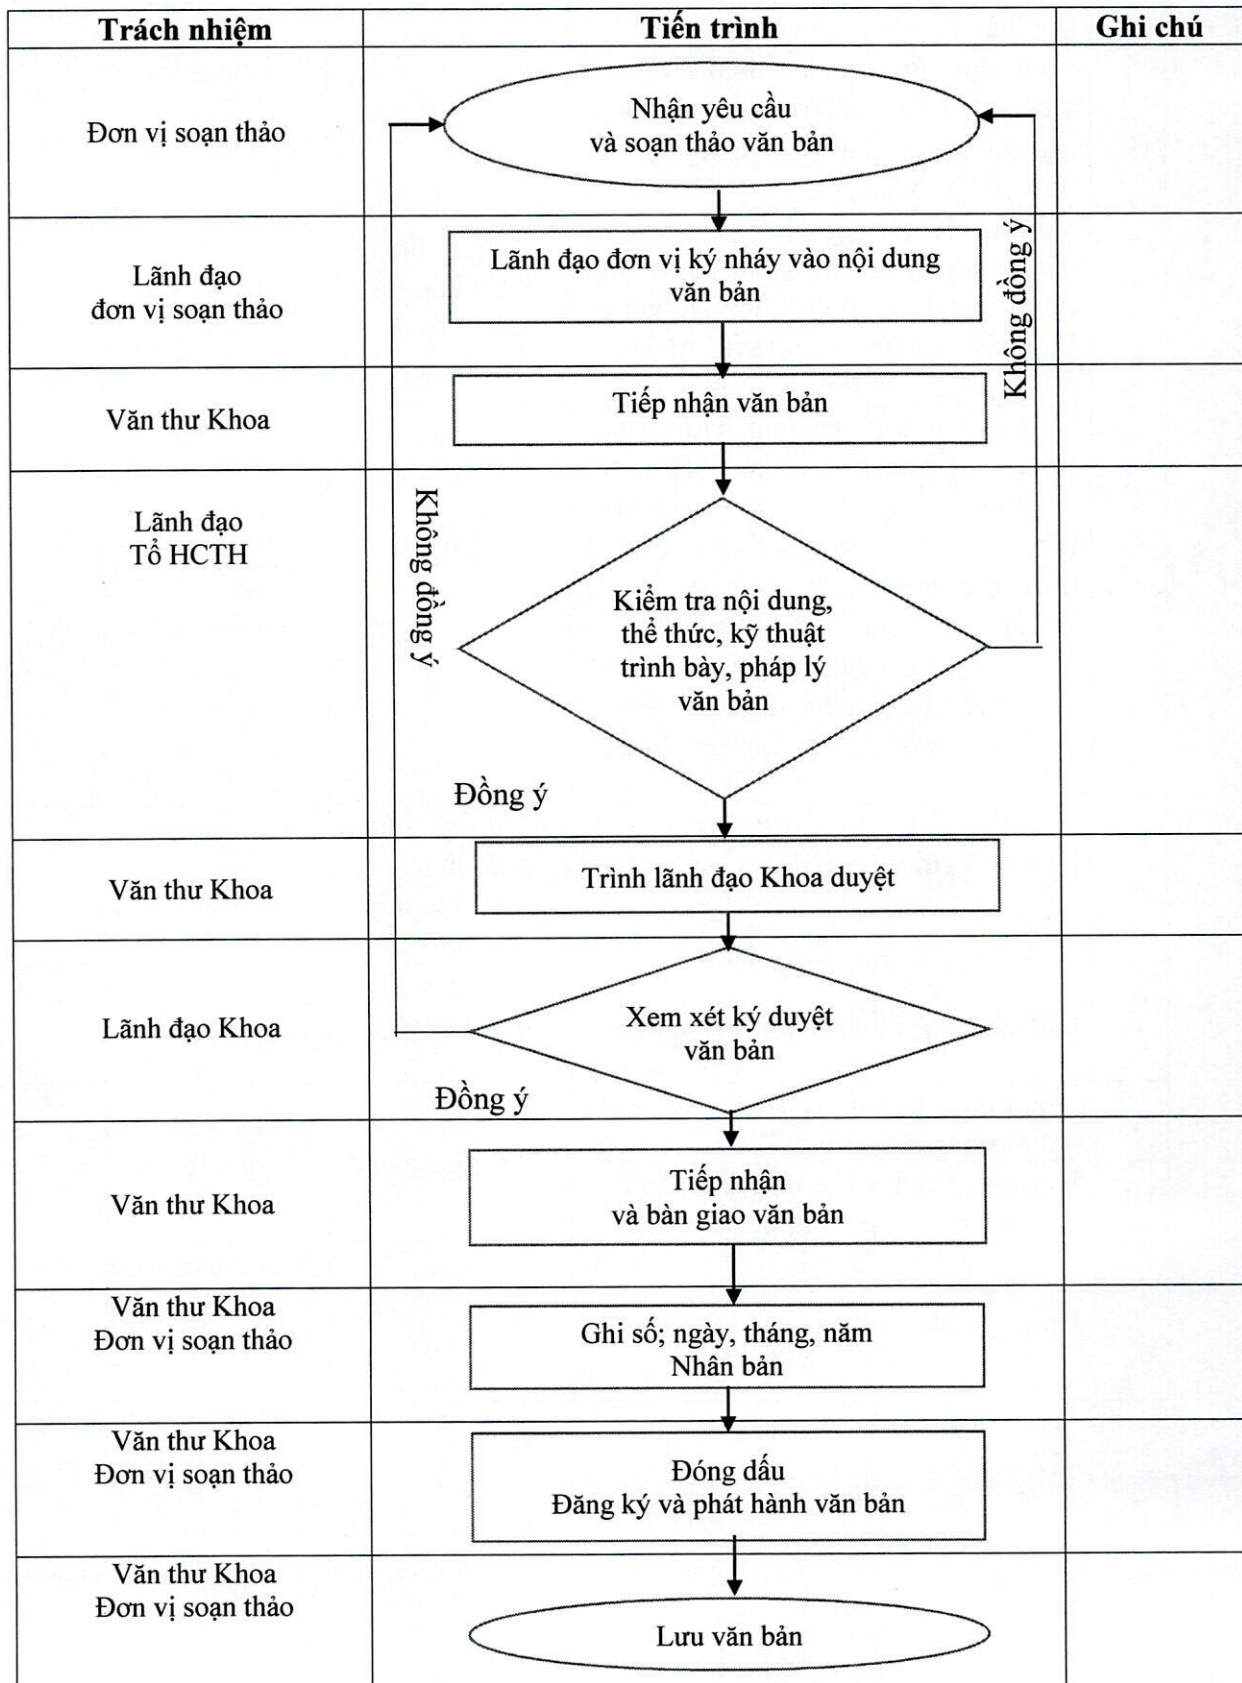 Trách nhiệm
Tiến trình
Ghi chú
Đơn vị soạn thảo
Nhận yêu cầu
và soạn thảo văn bản
Lãnh đạo
đơn vị soạn thảo
Lãnh đạo đơn vị ký nháy vào nội dung
văn bản
Không đồng ý
Văn thư Khoa
Tiếp nhận văn bản
Lãnh đạo
Tổ HCTH
Không đồng ý
Kiểm tra nội dung,
thể thức, kỹ thuật
trình bày, pháp lý
văn bản
Đồng ý
Văn thư Khoa
Trình lãnh đạo Khoa duyệt
Lãnh đạo Khoa
Xem xét ký duyệt
văn bản
Đồng ý
Văn thư Khoa
Tiếp nhận
và bàn giao văn bản
Văn thư Khoa
Đơn vị soạn thảo
Ghi số; ngày, tháng, năm
Nhân bản
Văn thư Khoa
Đơn vị soạn thảo
Đóng dấu
Đăng ký và phát hành văn bản
Văn thư Khoa
Đơn vị soạn thảo
Lưu văn bản